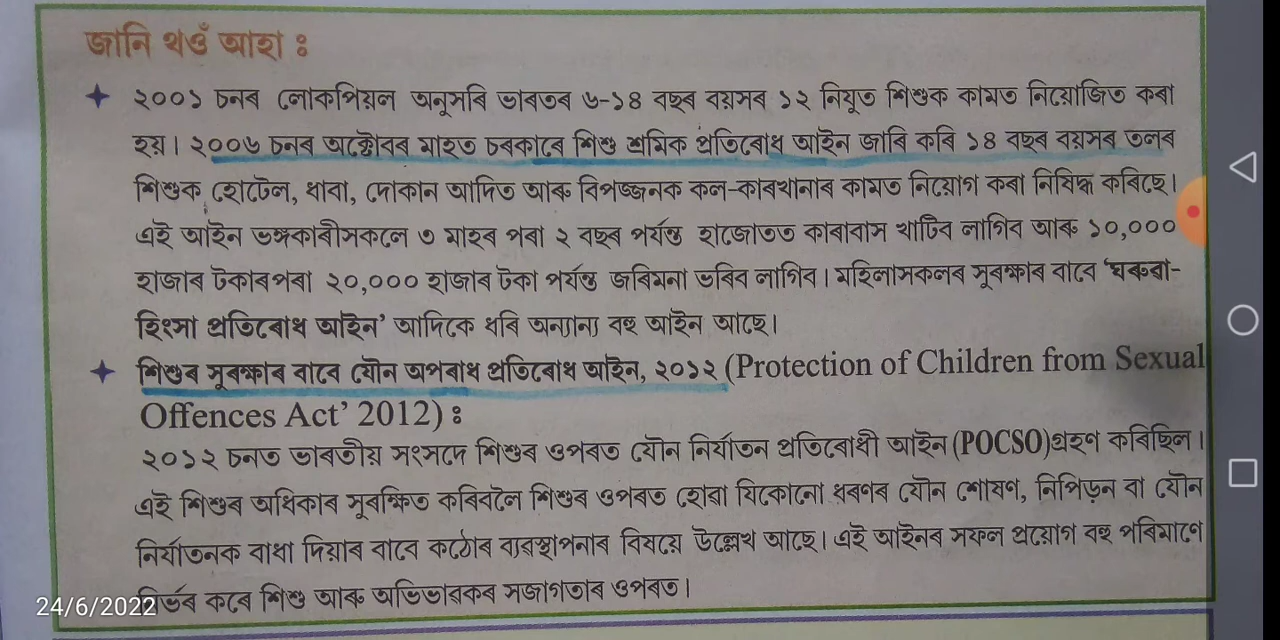 জানি থওঁ আহা ঃ
২০০১ চনৰ লোকপিয়ল অনুসৰি ভাৰতৰ ৬-১৪ বছৰ বয়সৰ ১২ নিযুত শিশুক কামত নিয়োজিত কৰা
হয়। ২০০৬ চনৰ অক্টোবৰ মাহত চৰকাৰে শিশু শ্ৰমিক প্ৰতিৰোধ আইন জাৰি কৰি ১৪ বছৰ বয়সৰ তলৰ
শিশুক হোটেল, ধাবা, দোকান আদিত আৰু বিপজ্জনক কল-কাৰখানাৰ কামত নিয়োগ কৰা নিষিদ্ধ কৰিছে।
এই আইন ভঙ্গকাৰীসকলে ৩ মাহৰ পৰা ২ বছৰ পৰ্যন্ত হাজোতত কাৰাবাস খাটিব লাগিব আৰু ১০,০০০
হাজাৰ টকাৰপৰা ২০,০০০ হাজাৰ টকা পৰ্যন্ত জৰিমনা ভৰিব লাগিব। মহিলাসকলৰ সুৰক্ষাৰ বাবে ‘ঘৰুৱা-
হিংসা প্ৰতিৰোধ আইন’ আদিকে ধৰি অন্যান্য বহু আইন আছে।
শিশুৰ সুৰক্ষাৰ বাবে যৌন অপৰাধ প্ৰতিৰোধ আইন, ২০১২ (Protection of Children from Sexual
Offences Act’ 2012) ঃ
২০১২ চনত ভাৰতীয় সংসদে শিশুৰ ওপৰত যৌন নিৰ্যাতন প্ৰতিৰোধী আইন (POCSO)গ্ৰহণ কৰিছিল।
এই শিশুৰ অধিকাৰ সুৰক্ষিত কৰিবলৈ শিশুৰ ওপৰত হোৱা যিকোনো ধৰণৰ যৌন শোষণ, নিপিড়ন বা যৌন
নিৰ্যাতনক বাধা দিয়াৰ বাবে কঠোৰ ব্যৱস্থাপনাৰ বিষয়ে উল্লেখ আছে। এই আইনৰ সফল প্ৰয়োগ বহু পৰিমাণে
নিৰ্ভৰ কৰে শিশু আৰু অভিভাৱকৰ সজাগতাৰ ওপৰত।
24/6/2022